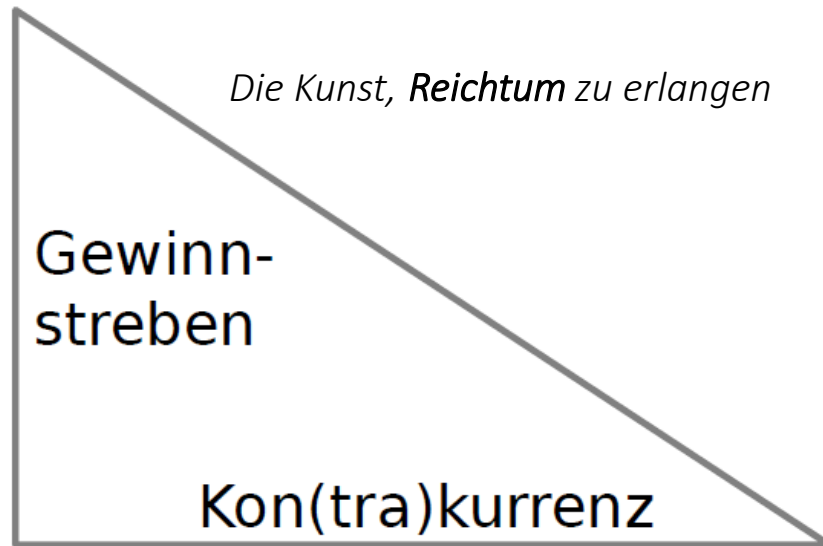 Die Kunst, Reichtum zu erlangen
Gewinn-
streben
Kon(tra)kurrenz